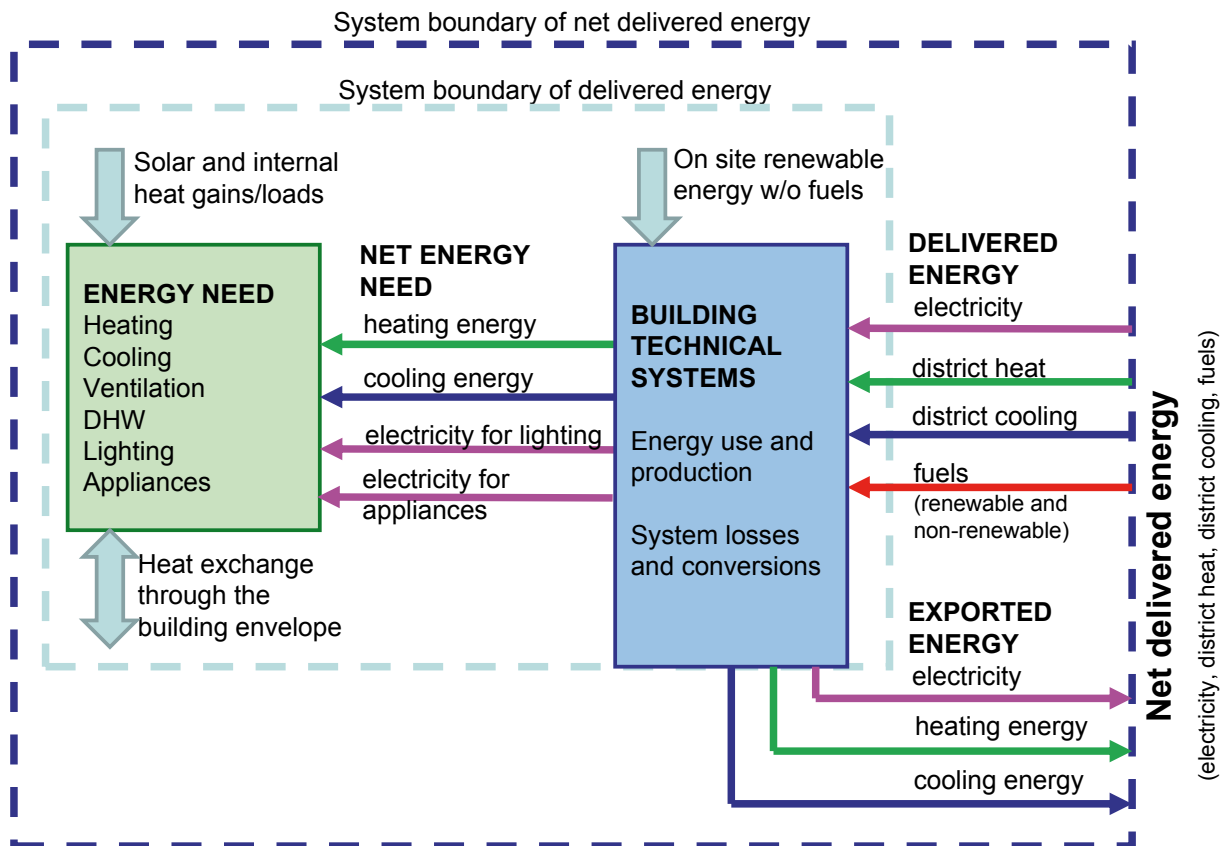 System boundary of net delivered energy
System boundary of delivered energy
Solar and internal
heat gains/loads
On site renewable
energy w/o fuels
ENERGY NEED
Heating
Cooling
Ventilation
DHW
Lighting
Appliances
NET ENERGY
NEED
heating energy
cooling energy
electricity for lighting
electricity for
appliances
BUILDING
TECHNICAL
SYSTEMS
Energy use and
production
System losses
and conversions
DELIVERED
ENERGY
electricity
district heat
district cooling
fuels
(renewable and
non-renewable)
Heat exchange
through the
building envelope
EXPORTED
ENERGY
electricity
heating energy
cooling energy
Net delivered energy
(electricity, district heat, district cooling, fuels)